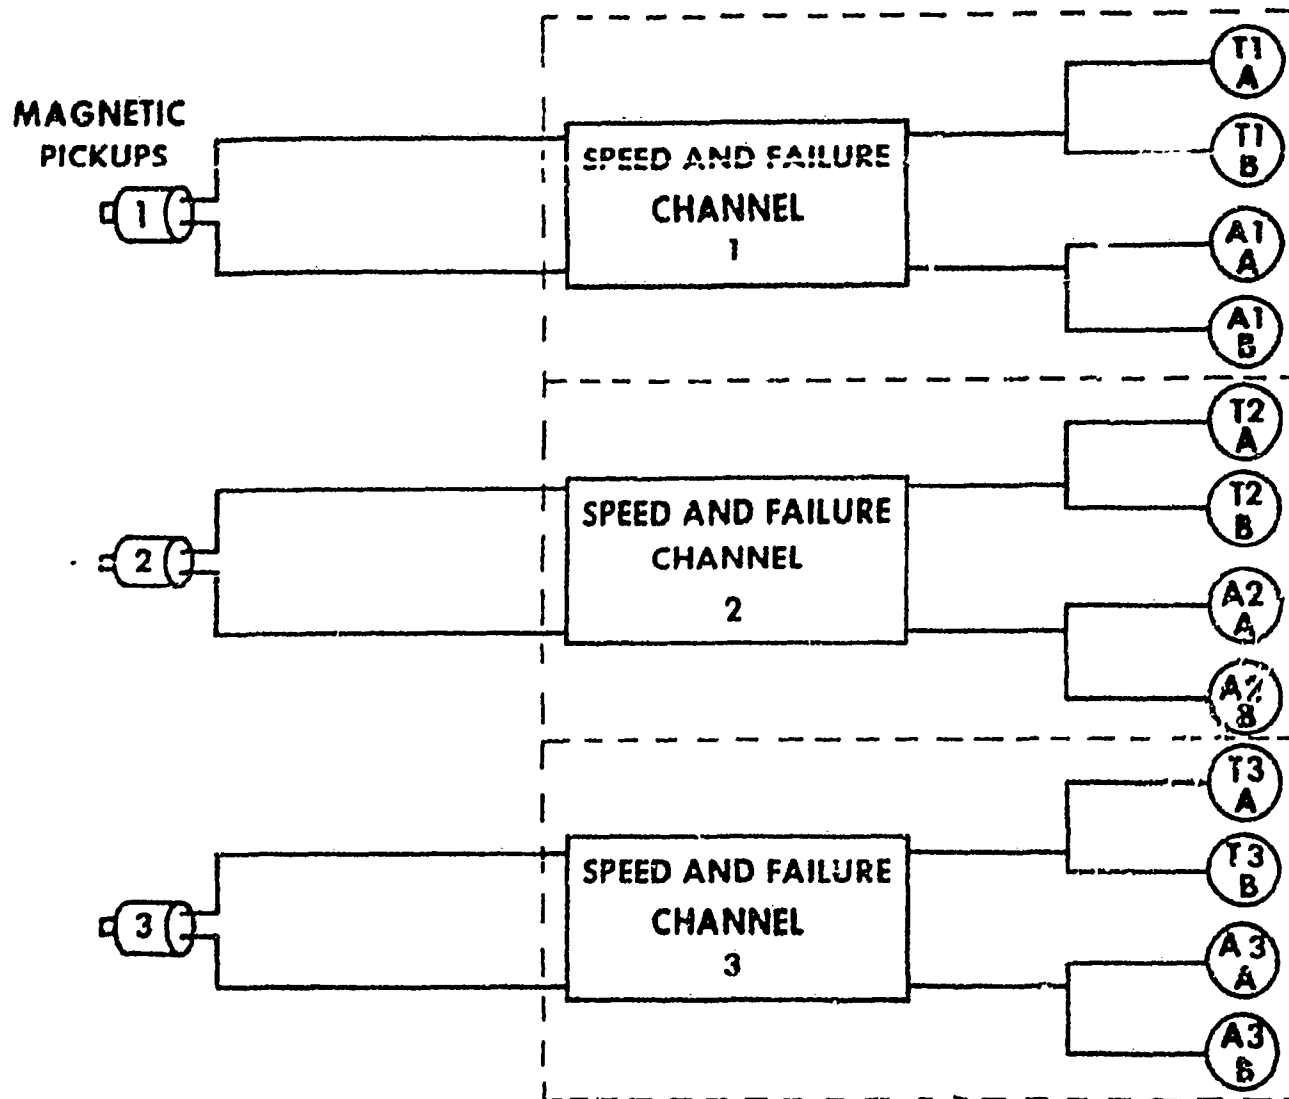 MAGNETIC
PICKUPS
1
SPEED AND FAILURE
CHANNEL
1
T1
A
T1
B
A1
A
A1
B
2
SPEED AND FAILURE
CHANNEL
2
T2
A
T2
B
A2
A
A2
B
3
SPEED AND FAILURE
CHANNEL
3
T3
A
T3
B
A3
A
A3
B